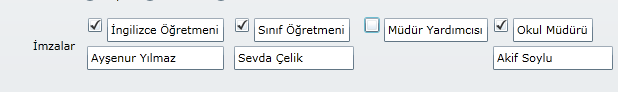 İngilizce Öğretmeni Sınıf Öğretmeni Müdür Yardımcısı Okul Müdürü
İmzalar
Ayşenur Yılmaz Sevda Çelik Akif Soylu